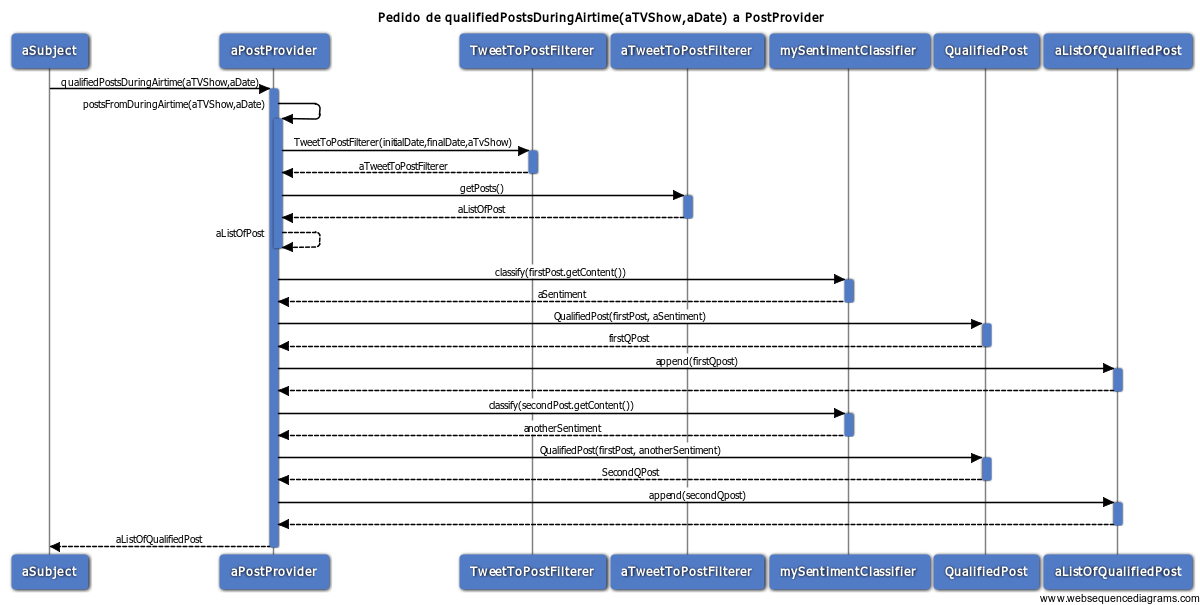 Pedido de qualifiedPostsDuringAirtime(aTVShow,aDate) a PostProvider
aSubject
aPostProvider
TweetToPostFilterer
aTweetToPostFilterer
mySentimentClassifier
QualifiedPost
aListOfQualifiedPost
qualifiedPostsDuringAirtime(aTVShow,aDate)
postsFromDuringAirtime(aTVShow,aDate)
TweetToPostFilterer(initialDate,finalDate,aTvShow)
aTweetToPostFilterer
getPosts()
aListOfPost
aListOfPost
classify(firstPost.getContent())
aSentiment
QualifiedPost(firstPost, aSentiment)
firstQPost
append(firstQpost)
classify(secondPost.getContent())
anotherSentiment
QualifiedPost(firstPost, anotherSentiment)
SecondQPost
append(secondQpost)
aListOfQualifiedPost
aSubject
aPostProvider
TweetToPostFilterer
aTweetToPostFilterer
mySentimentClassifier
QualifiedPost
aListOfQualifiedPost
www.websequencediagrams.com